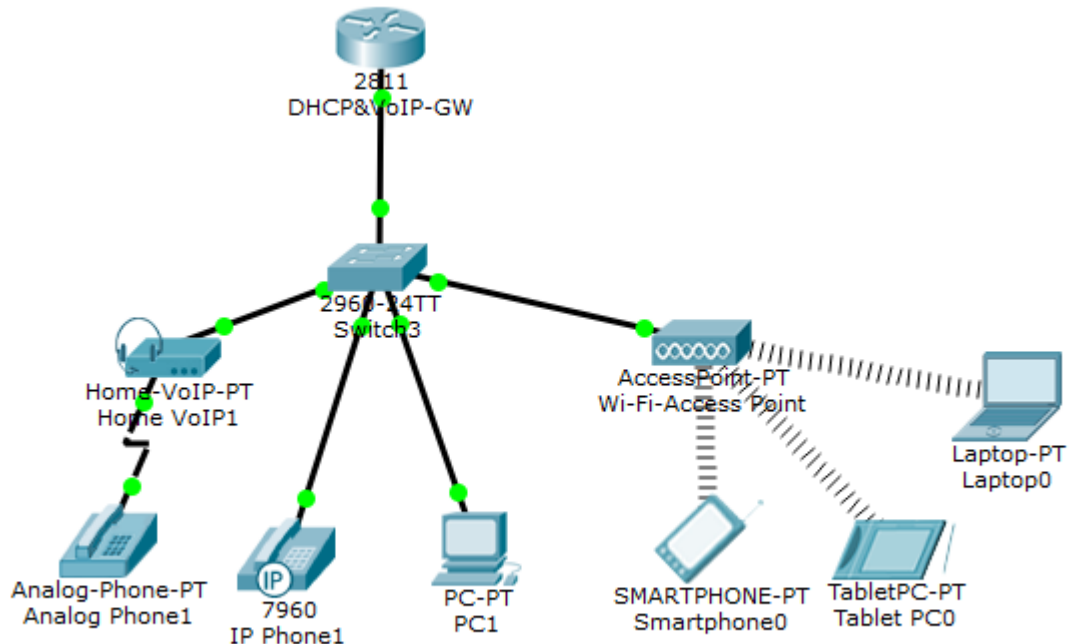 2811
DHCP&VoIP-GW
2960-24TT
Switch3
Home-VoIP-PT
Home VoIP1
AccessPoint-PT
Wi-Fi-Access Point
Laptop-PT
Laptop0
Analog-Phone-PT
Analog Phone1
IP
7960
IP Phone1
PC-PT
PC1
SMARTPHONE-PT
Smartphone0
TabletPC-PT
Tablet PC0